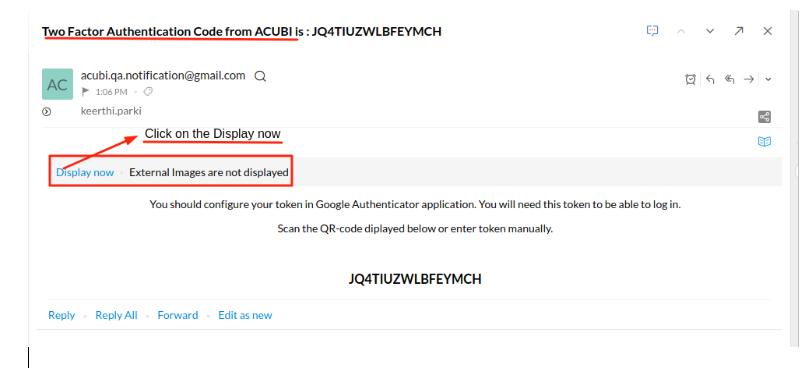 Two Factor Authentication Code from ACUBI is : JQ4TIUZWLBFEYMCH
AC
acubi.qa.notification@gmail.com
1:06 PM
keerthi.parki
Click on the Display now
Display now - External Images are not displayed
You should configure your token in Google Authenticator application. You will need this token to be able to log in.
Scan the QR-code diplayed below or enter token manually.
JQ4TIUZWLBFEYMCH
Reply - Reply All - Forward - Edit as new